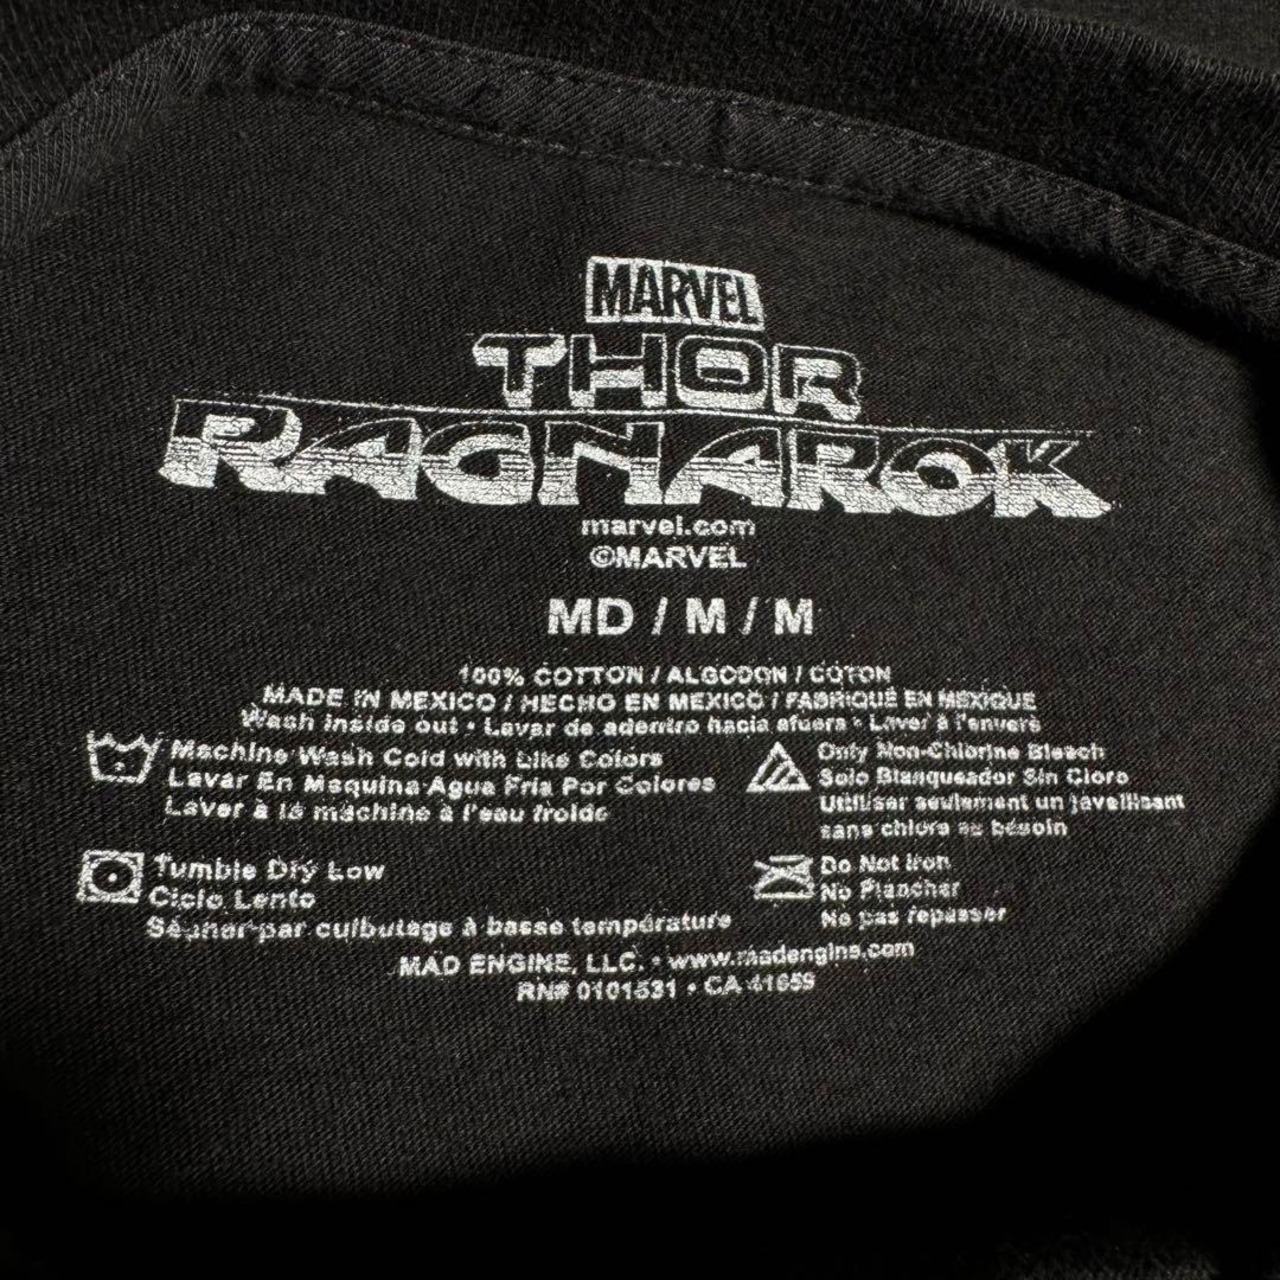 MARVEL
THOR
RAGNAROK
marvel.com
©MARVEL
MD / M / M
100% COTTON / ALGODON / COTON
MADE IN MEXICO / HECHO EN MEXICO / FABRIQUÉ EN MEXIQUE
Wash inside out • Lavar de adentro hacia afuera • Laver à l'envers
Machine Wash Cold with Like Colors
Lavar En Maquina Agua Fria Por Colores
Laver à la machine à l'eau froide
Only Non-Chlorine Bleach
Solo Blanqueador Sin Cloro
Utiliser seulement un javellisant
sans chlore au besoin
Tumble Dry Low
Ciclo Lento
Sécher par culbutage à basse température
Do Not Iron
No Planchar
Ne pas repasser
MAD ENGINE, LLC. • www.madengine.com
RN# 0101531 • CA 41659